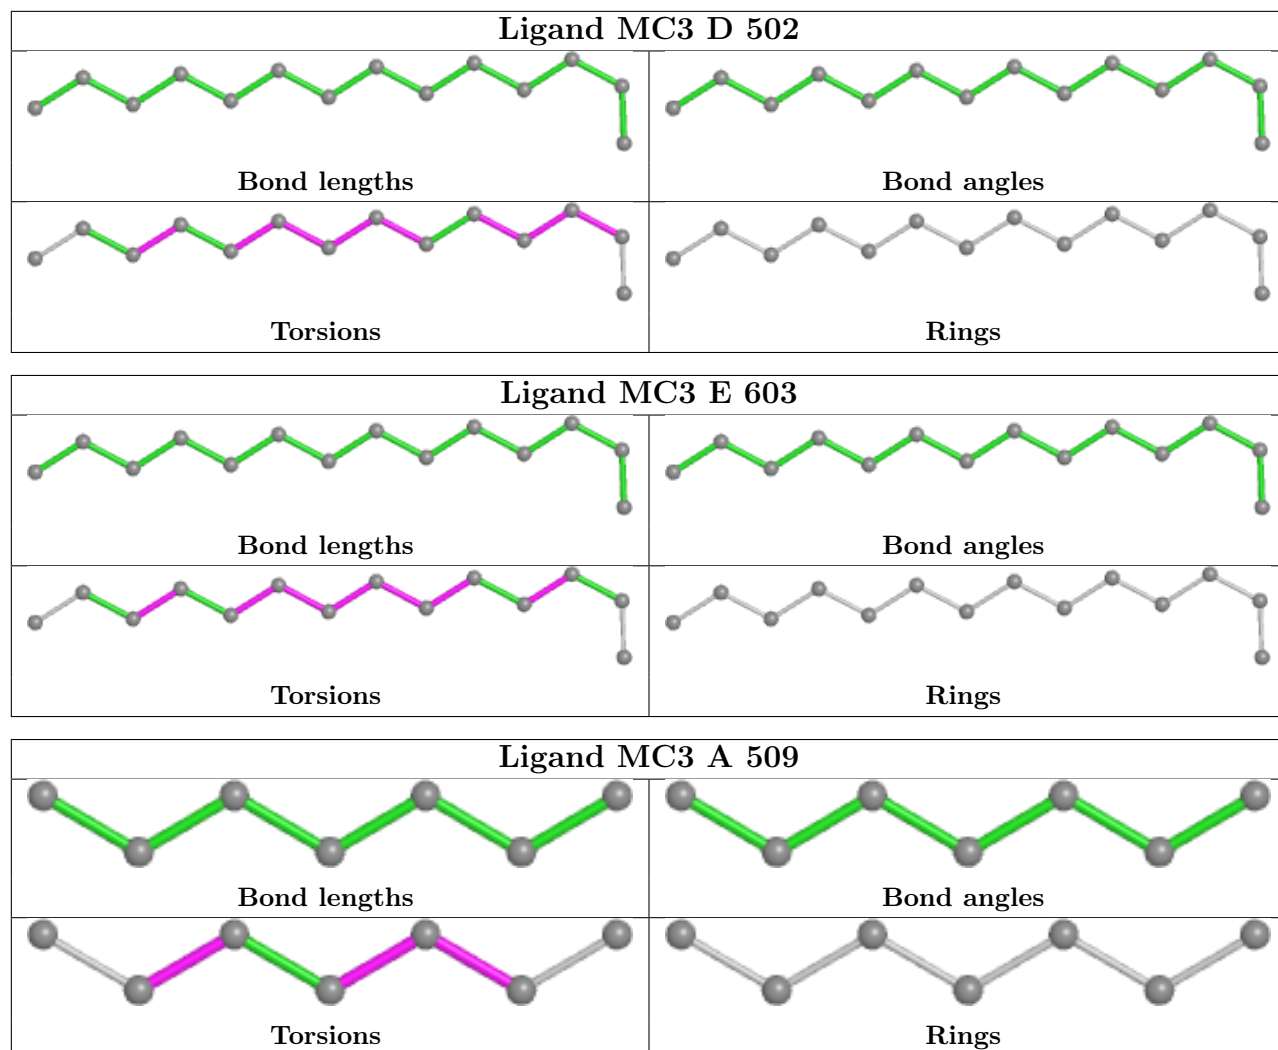 Ligand MC3 D 502
Bond lengths Bond angles
Torsions Rings
Ligand MC3 E 603
Bond lengths Bond angles
Torsions Rings
Ligand MC3 A 509
Bond lengths Bond angles
Torsions Rings